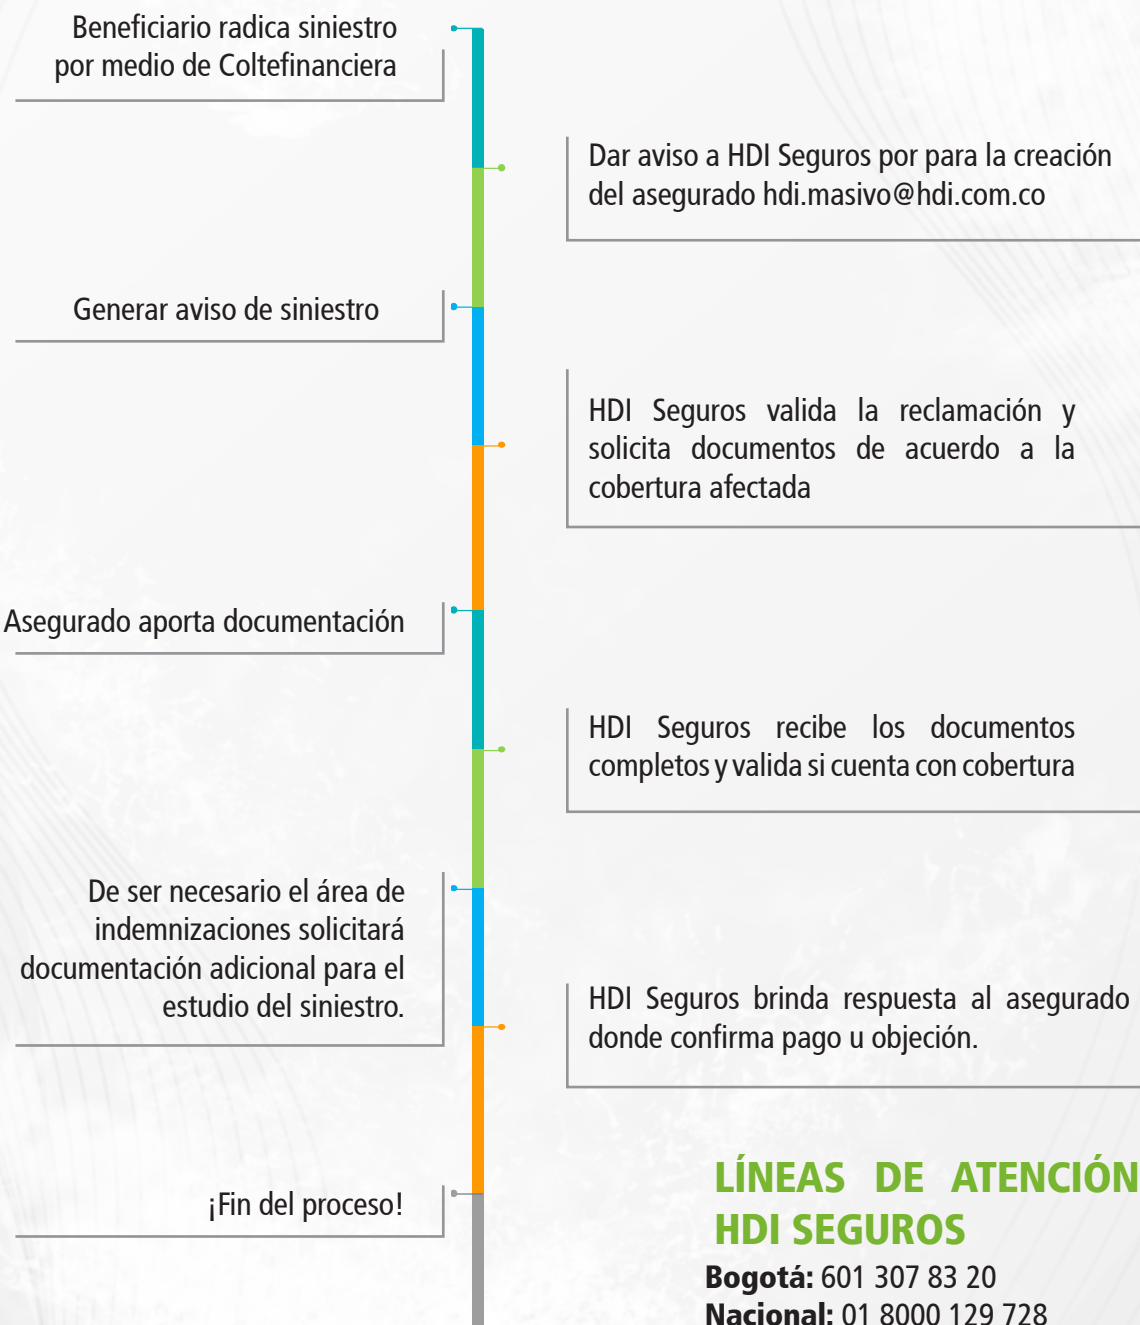 Beneficiario radica siniestro
por medio de Coltefinanciera
Dar aviso a HDI Seguros por para la creación
del asegurado hdi.masivo@hdi.com.co
Generar aviso de siniestro
HDI Seguros valida la reclamación y
solicita documentos de acuerdo a la
cobertura afectada
Asegurado aporta documentación
HDI Seguros recibe los documentos
completos y valida si cuenta con cobertura
De ser necesario el área de
indemnizaciones solicitará
documentación adicional para el
estudio del siniestro.
HDI Seguros brinda respuesta al asegurado
donde confirma pago u objeción.
¡Fin del proceso!
LÍNEAS DE ATENCIÓN
HDI SEGUROS
Bogotá: 601 307 83 20
Nacional: 01 8000 129 728